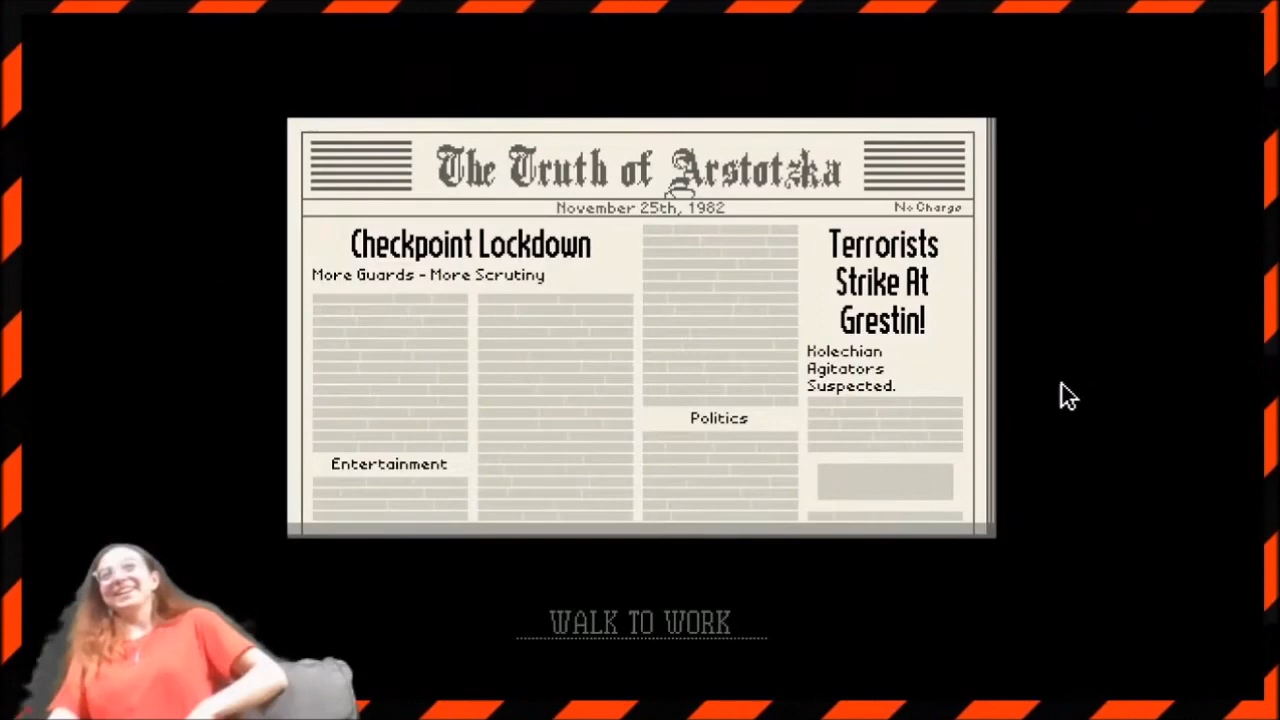 The Truth of Arstotzka
November 25th, 1982
No Charge
Checkpoint Lockdown
More Guards - More Scrutiny
Entertainment
Politics
Terrorists
Strike At
Grestin!
Kolechian
Agitators
Suspected.
WALK TO WORK